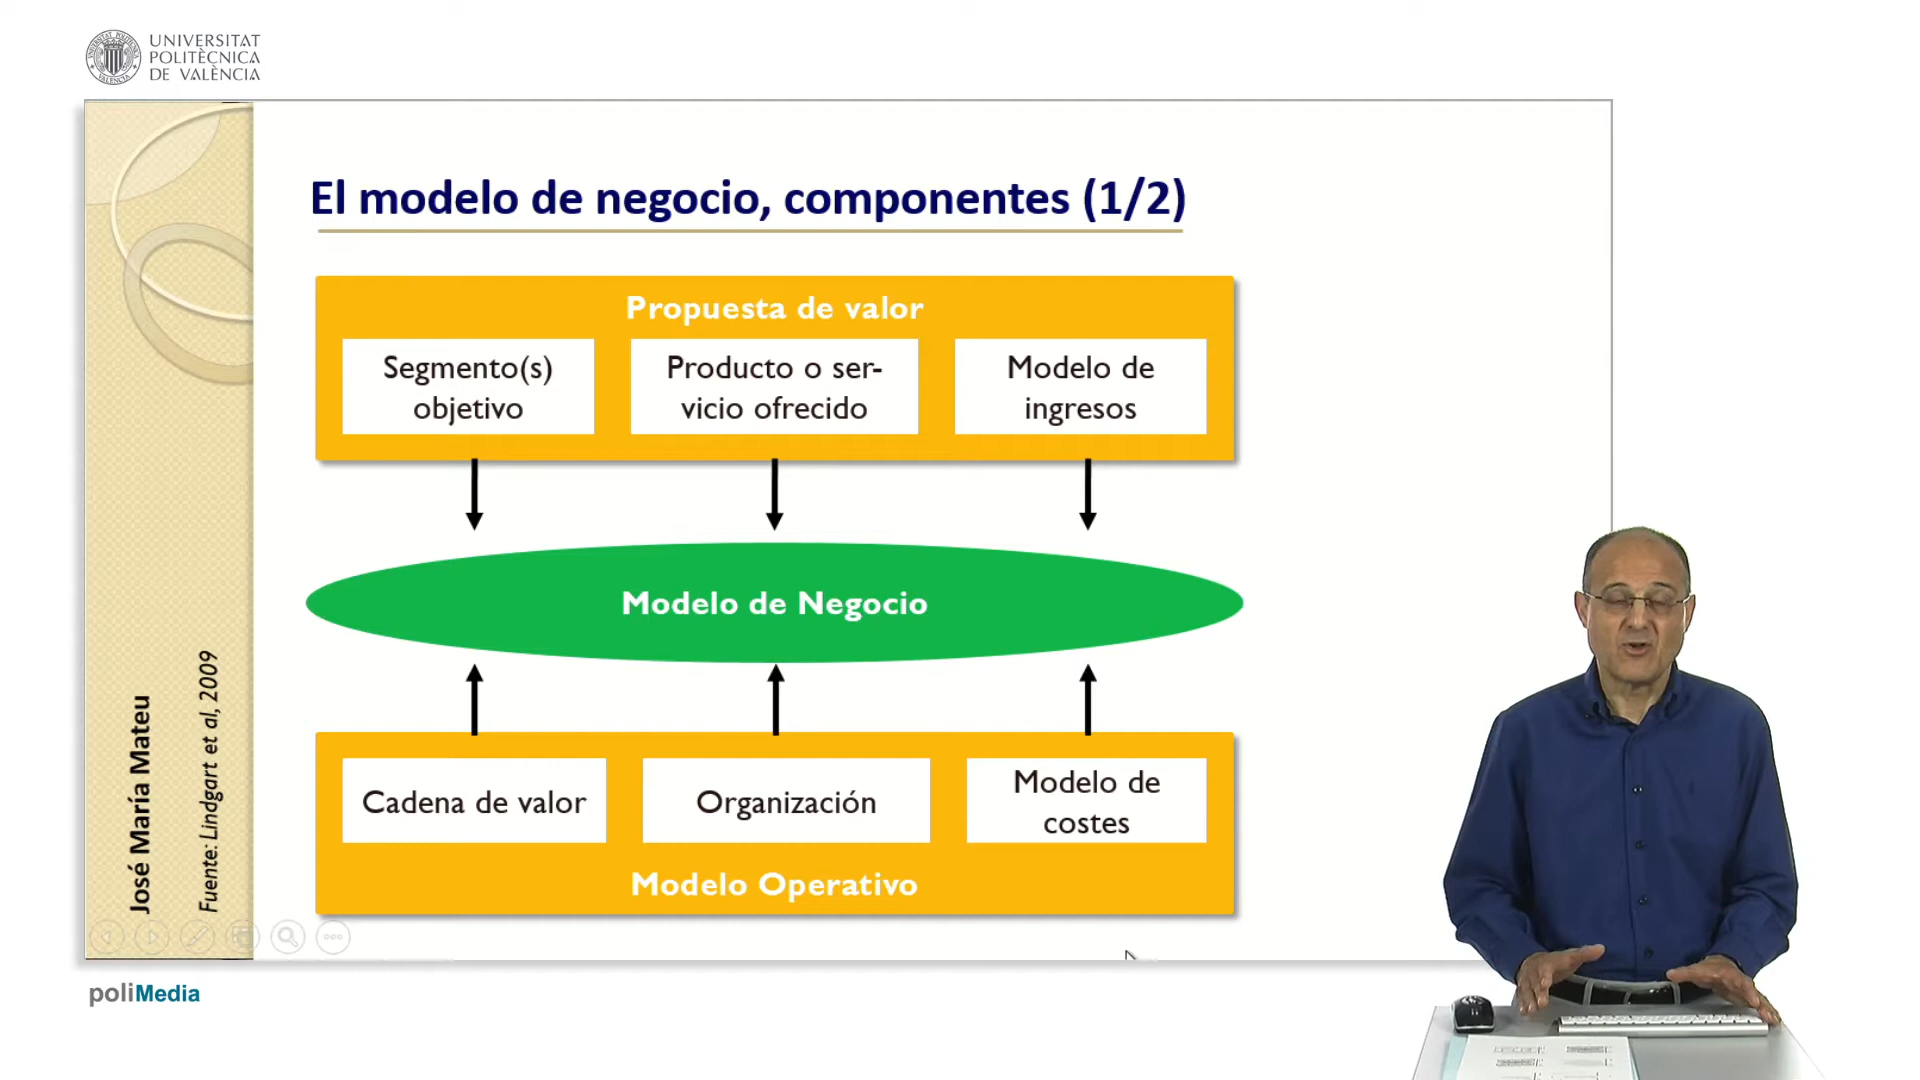 UNIVERSITAT
POLITÈCNICA
DE VALÈNCIA
El modelo de negocio, componentes (1/2)
Propuesta de valor
Segmento(s)
objetivo
Producto o ser-
vicio ofrecido
Modelo de
ingresos
Modelo de Negocio
Cadena de valor
Organización
Modelo de
costes
Modelo Operativo
José María Mateu
Fuente: Lindgart et al, 2009
poliMedia